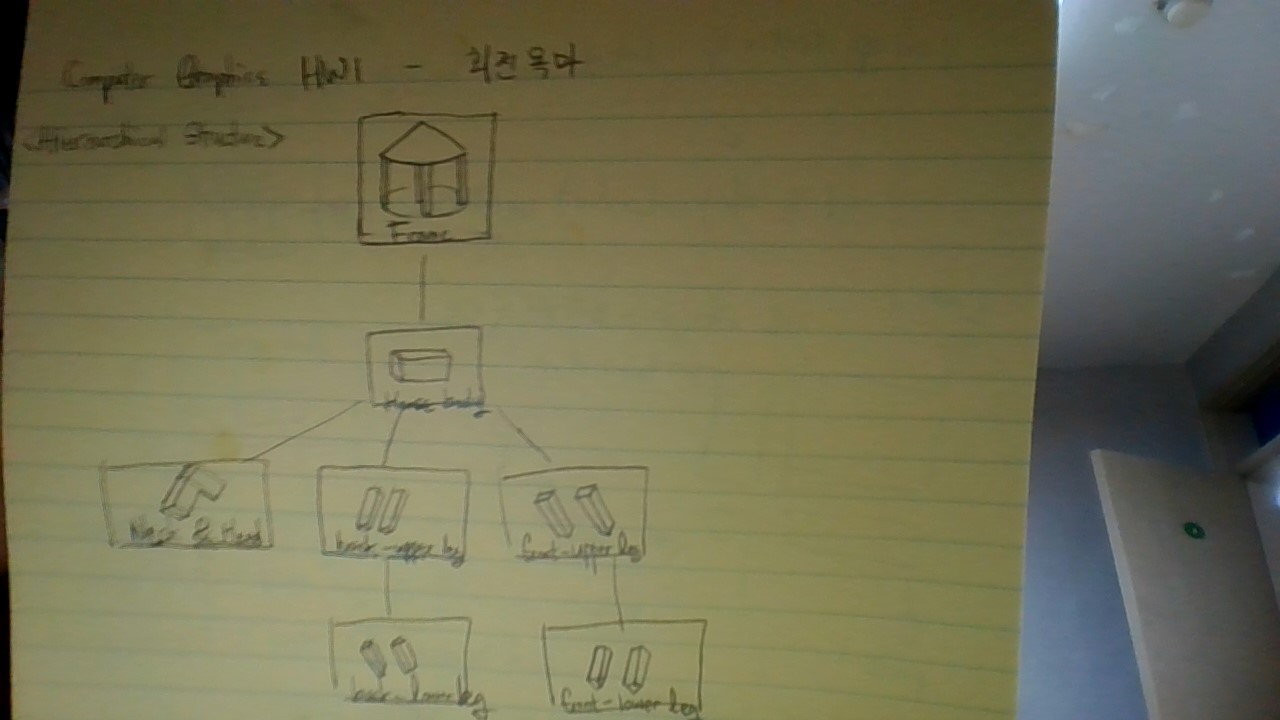 Computer Graphics HW1 - 회전목마
<Hierarchical Structure>
Frame
Horse body
& Head
back-upper leg
front-upper leg
back-lower leg
front-lower leg